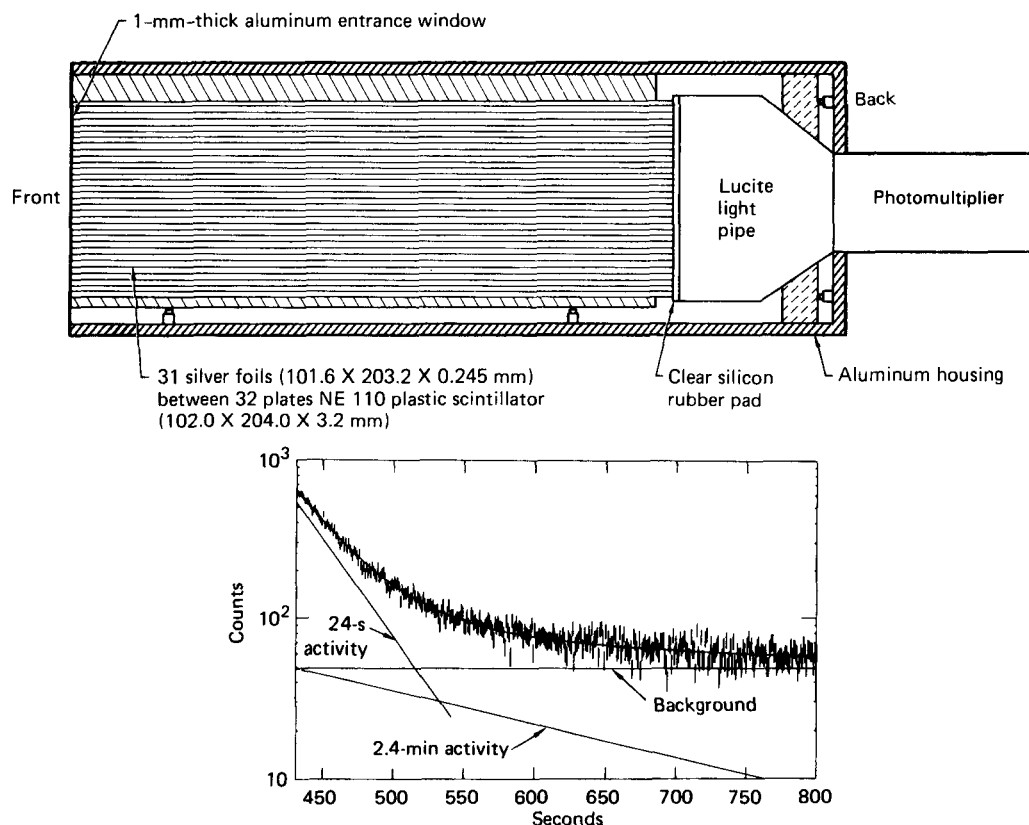 1-mm-thick aluminum entrance window
Back
Front
Lucite
light
pipe
Photomultiplier
31 silver foils (101.6 X 203.2 X 0.245 mm)
between 32 plates NE 110 plastic scintillator
(102.0 X 204.0 X 3.2 mm)
Clear silicon
rubber pad
Aluminum housing
10³
10²
10
Counts
24-s
activity
Background
2.4-min activity
450 500 550 600 650 700 750 800
Seconds